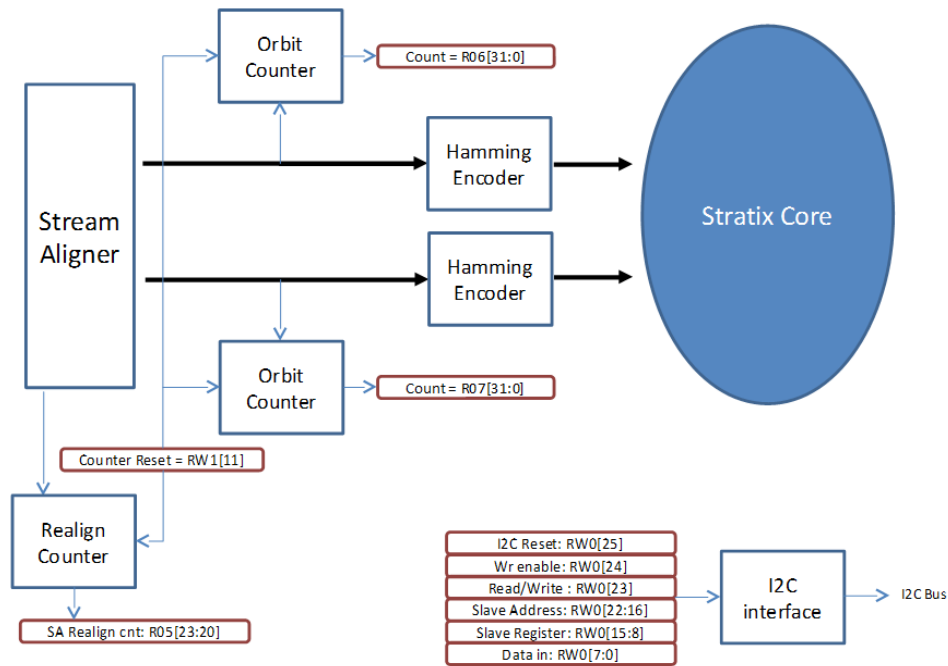 Orbit
Counter
Count = R06[31:0]
Hamming
Encoder
Stream
Aligner
Stratix Core
Hamming
Encoder
Orbit
Counter
Count = R07[31:0]
Counter Reset = RW1[11]
Realign
Counter
SA Realign cnt: R05[23:20]
I2C Reset: RW0[25]
Wr enable: RW0[24]
Read/Write : RW0[23]
Slave Address: RW0[22:16]
Slave Register: RW0[15:8]
Data in: RW0[7:0]
I2C
interface
I2C Bus